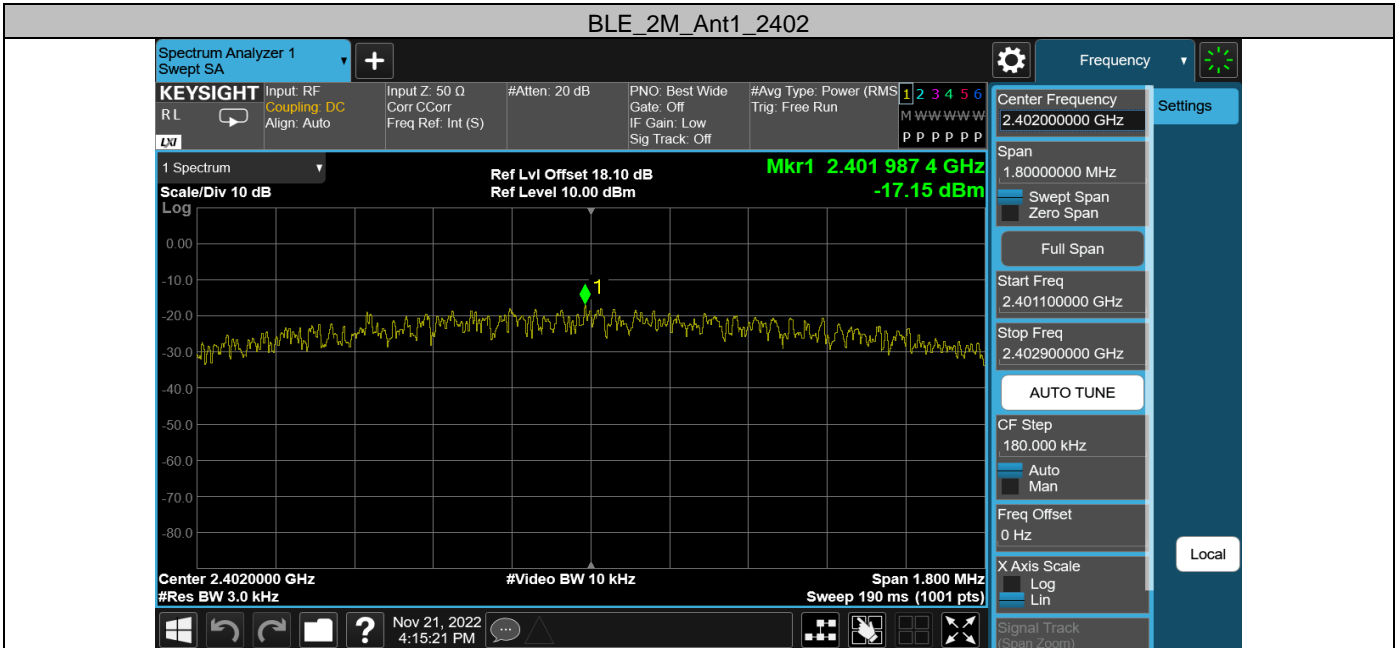 BLE_2M_Ant1_2402
Spectrum Analyzer 1
Swept SA
+
Frequency
KEYSIGHT
RL
LXI
Input: RF
Coupling: DC
Align: Auto
Input Z: 50 Ω
Corr CCorr
Freq Ref: Int (S)
#Atten: 20 dB
PNO: Best Wide
Gate: Off
IF Gain: Low
Sig Track: Off
#Avg Type: Power (RMS
Trig: Free Run
1 2 3 4 5 6
M W W W W W
P P P P P P
1 Spectrum
Scale/Div 10 dB
Log
Ref Lvl Offset 18.10 dB
Ref Level 10.00 dBm
Mkr1 2.401 987 4 GHz
-17.15 dBm
0.00
-10.0
1
-20.0
-30.0
-40.0
-50.0
-60.0
-70.0
-80.0
Center 2.4020000 GHz
#Video BW 10 kHz
Span 1.800 MHz
#Res BW 3.0 kHz
Sweep 190 ms (1001 pts)
?
Nov 21, 2022
4:15:21 PM
Center Frequency
2.402000000 GHz
Span
1.80000000 MHz
Swept Span
Zero Span
Full Span
Start Freq
2.401100000 GHz
Stop Freq
2.402900000 GHz
AUTO TUNE
CF Step
180.000 kHz
Auto
Man
Freq Offset
0 Hz
X Axis Scale
Log
Lin
Signal Track
(Span Zoom)
Settings
Local